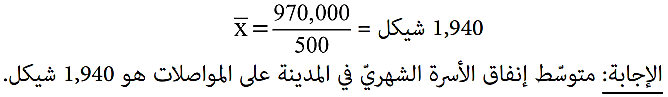 x̄ = 970,000 / 500 = 1,940 شيكل
الإجابة: متوسّط إنفاق الأسرة الشهريّ في المدينة على المواصلات هو 1,940 شيكل.